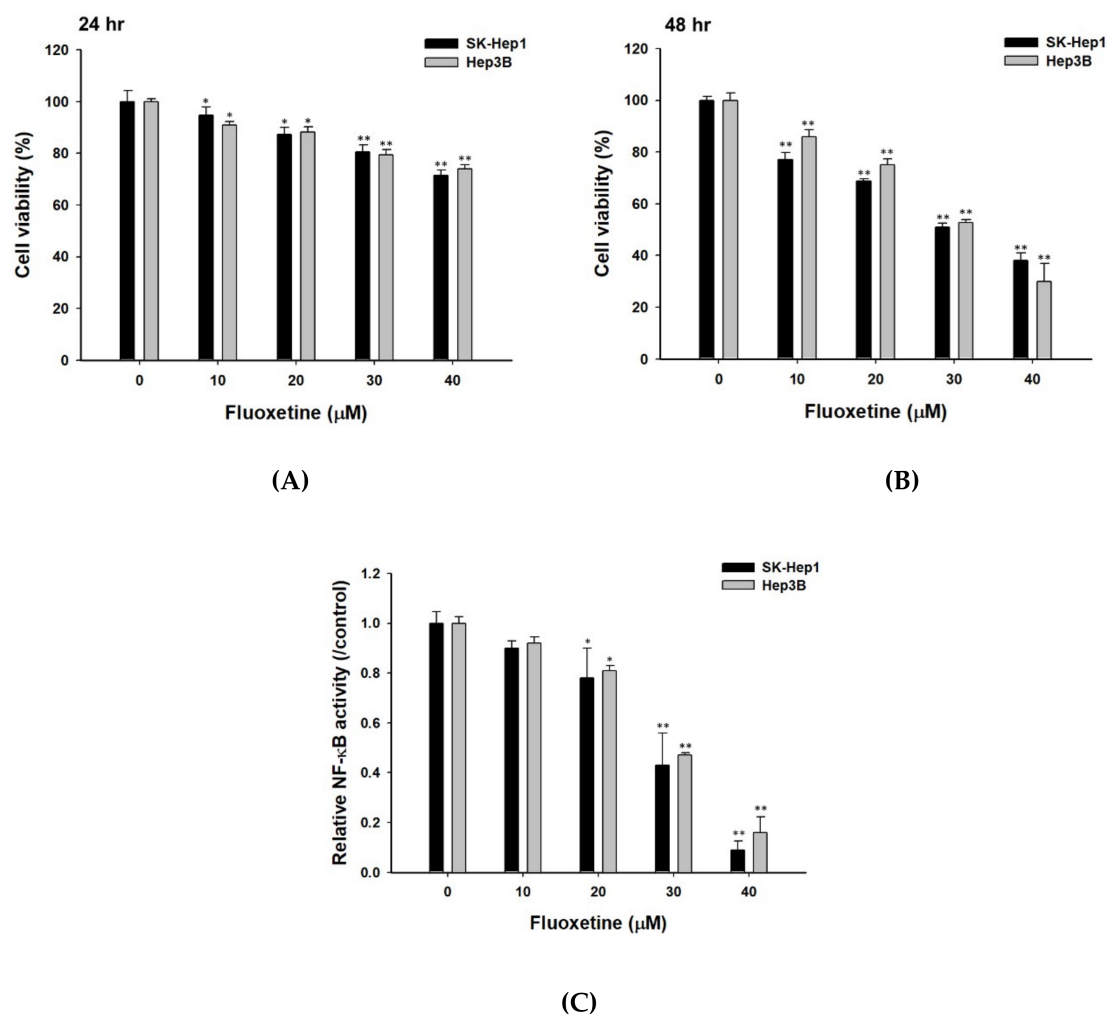 24 hr
SK-Hep1
Hep3B
120
100
80
60
40
20
0
Cell viability (%)
* * * * ** ** ** **
0 10 20 30 40
Fluoxetine (μM)
(A)
48 hr
SK-Hep1
Hep3B
120
100
80
60
40
20
0
Cell viability (%)
** ** ** ** ** ** ** **
0 10 20 30 40
Fluoxetine (μM)
(B)
SK-Hep1
Hep3B
1.2
1.0
0.8
0.6
0.4
0.2
0.0
Relative NF-κB activity (/control)
* * ** ** ** **
0 10 20 30 40
Fluoxetine (μM)
(C)